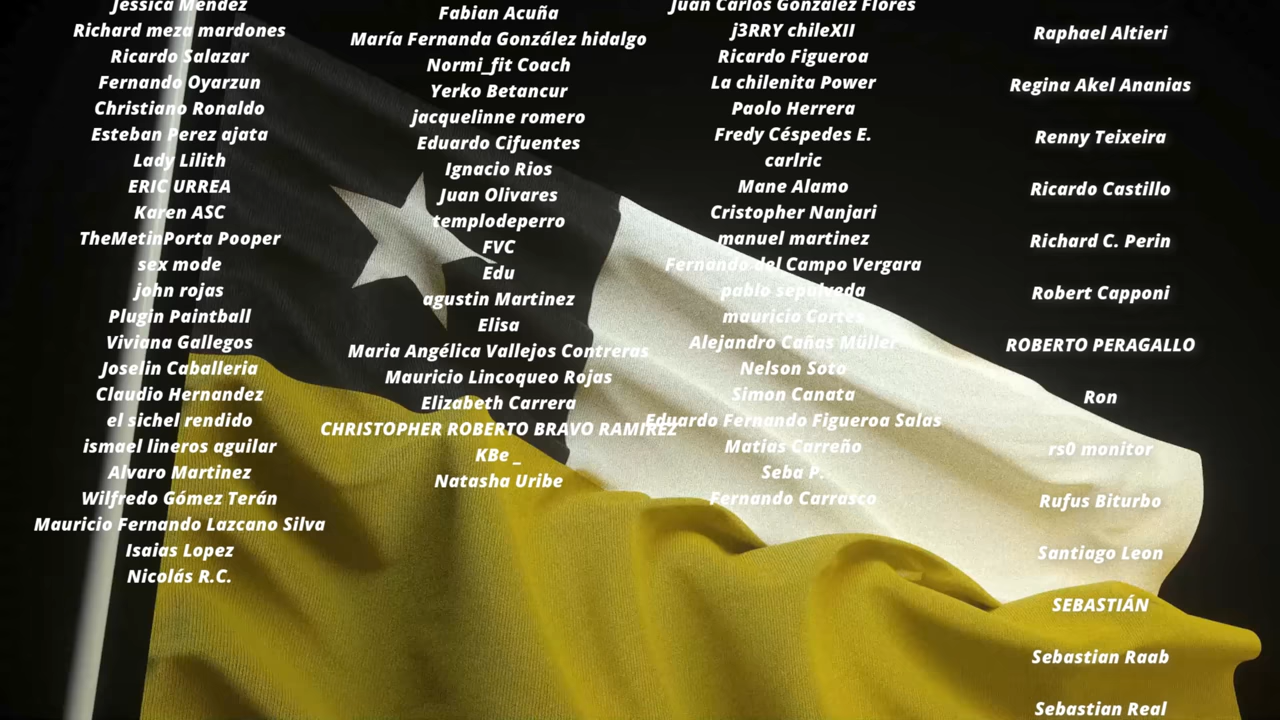 Jessica Mendez
Richard meza mardones
Ricardo Salazar
Fernando Oyarzun
Christiano Ronaldo
Esteban Perez ajata
Lady Lilith
ERIC URREA
Karen ASC
TheMetinPorta Pooper
sex mode
john rojas
Plugin Paintball
Viviana Gallegos
Joselin Caballeria
Claudio Hernandez
el sichel rendido
ismael lineros aguilar
Alvaro Martinez
Wilfredo Gómez Terán
Mauricio Fernando Lazcano Silva
Isaias Lopez
Nicolás R.C.
Fabian Acuña
María Fernanda González hidalgo
Normi_fit Coach
Yerko Betancur
jacquelinne romero
Eduardo Cifuentes
Ignacio Rios
Juan Olivares
templodeperro
FVC
Edu
agustin Martinez
Elisa
Maria Angélica Vallejos Contreras
Mauricio Lincoqueo Rojas
Elizabeth Carrera
CHRISTOPHER ROBERTO BRAVO RAMIREZ
KBe _
Natasha Uribe
Juan Carlos González Flores
j3RRY chileXII
Ricardo Figueroa
La chilenita Power
Paolo Herrera
Fredy Céspedes E.
carlric
Mane Alamo
Cristopher Nanjari
manuel martinez
Fernando del Campo Vergara
pablo sepulveda
mauricio Cortes
Alejandro Cañas Müller
Nelson Soto
Simon Canata
Eduardo Fernando Figueroa Salas
Matias Carreño
Seba P.
Fernando Carrasco
Raphael Altieri
Regina Akel Ananias
Renny Teixeira
Ricardo Castillo
Richard C. Perin
Robert Capponi
ROBERTO PERAGALLO
Ron
rs0 monitor
Rufus Biturbo
Santiago Leon
SEBASTIÁN
Sebastian Raab
Sebastian Real